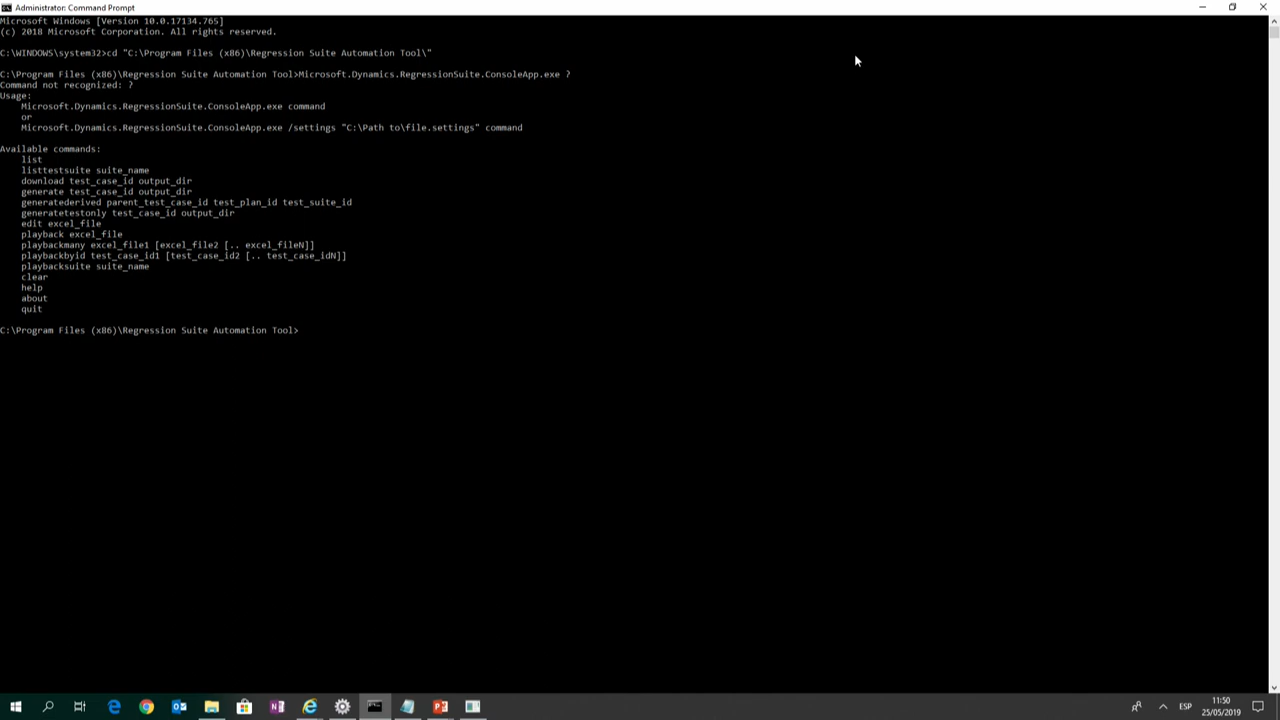 Administrator: Command Prompt
Microsoft Windows [Version 10.0.17134.765]
(c) 2018 Microsoft Corporation. All rights reserved.
C:\WINDOWS\system32>cd "C:\Program Files (x86)\Regression Suite Automation Tool\"
C:\Program Files (x86)\Regression Suite Automation Tool>Microsoft.Dynamics.RegressionSuite.ConsoleApp.exe ?
Command not recognized: ?
Usage:
Microsoft.Dynamics.RegressionSuite.ConsoleApp.exe command
or
Microsoft.Dynamics.RegressionSuite.ConsoleApp.exe /settings "C:\Path to\file.settings" command
Available commands:
list
listtestsuite suite_name
download test_case_id output_dir
generate test_case_id output_dir
generatederived parent_test_case_id test_plan_id test_suite_id
generatetestonly test_case_id output_dir
edit excel_file
playback excel_file
playbackmany excel_file1 [excel_file2 [.. excel_fileN]]
playbackbyid test_case_id1 [test_case_id2 [.. test_case_idN]]
playbacksuite suite_name
clear
help
about
quit
C:\Program Files (x86)\Regression Suite Automation Tool>
ESP
11:50
25/05/2019